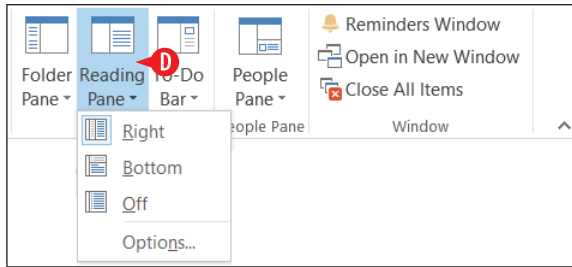 Folder Pane
Reading Pane
D
To-Do Bar
People Pane
Reminders Window
Open in New Window
Close All Items
People Pane
Window
Right
Bottom
Off
Options...